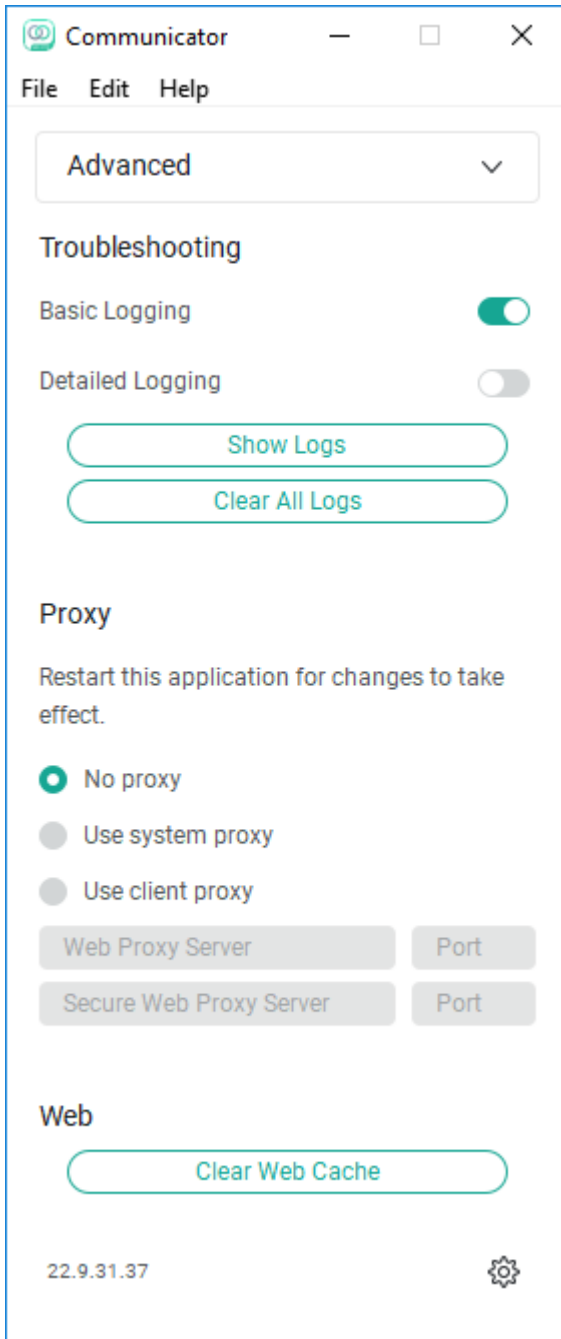 Communicator
File Edit Help
Advanced
Troubleshooting
Basic Logging
Detailed Logging
Show Logs
Clear All Logs
Proxy
Restart this application for changes to take
effect.
No proxy
Use system proxy
Use client proxy
Web Proxy Server Port
Secure Web Proxy Server Port
Web
Clear Web Cache
22.9.31.37